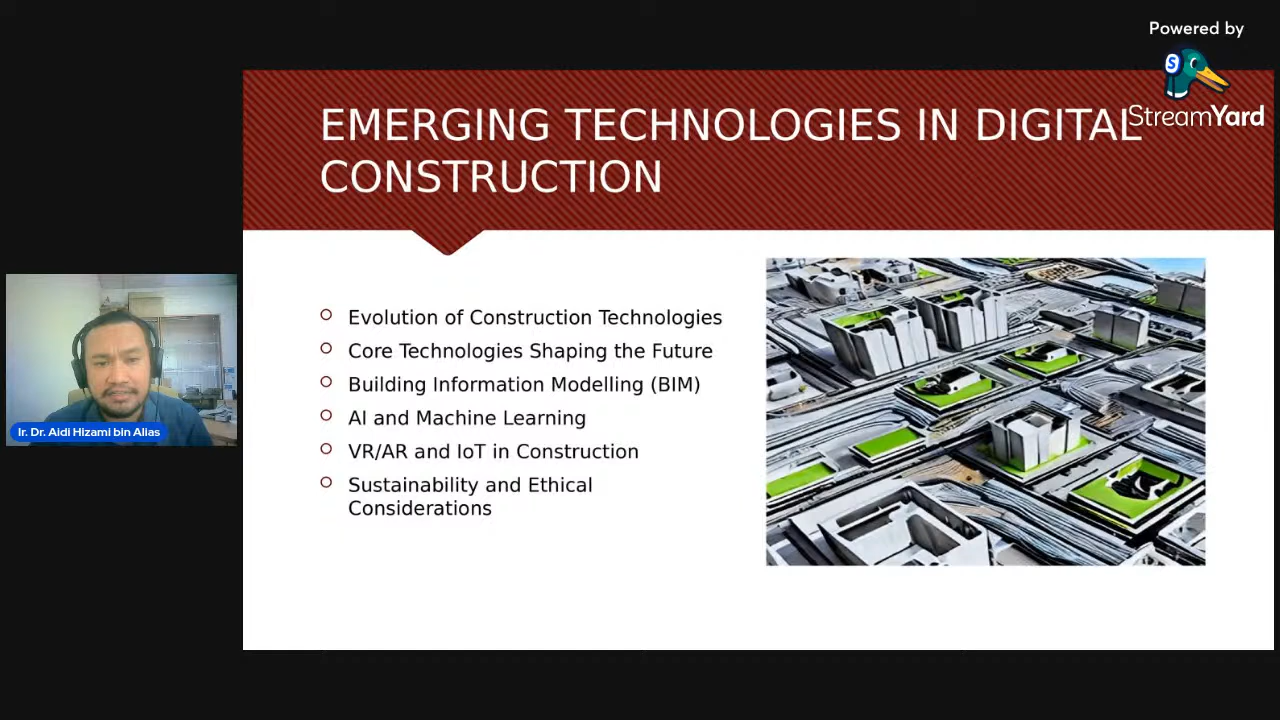 Powered by
StreamYard
EMERGING TECHNOLOGIES IN DIGITAL
CONSTRUCTION
Evolution of Construction Technologies
Core Technologies Shaping the Future
Building Information Modelling (BIM)
AI and Machine Learning
VR/AR and IoT in Construction
Sustainability and Ethical
Considerations
Ir. Dr. Aidi Hizami bin Alias